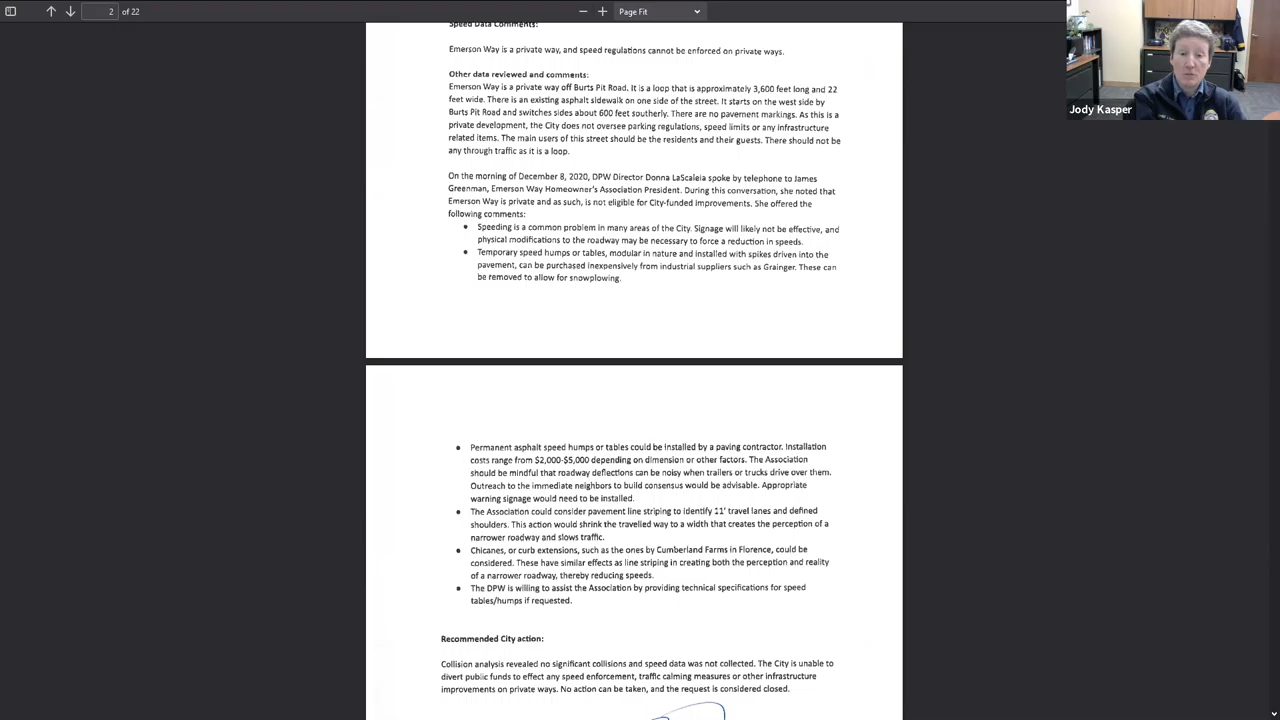 2 of 22
Page Fit
Speed Data Comments:
Emerson Way is a private way, and speed regulations cannot be enforced on private ways.
Other data reviewed and comments:
Emerson Way is a private way off Burts Pit Road. It is a loop that is approximately 3,600 feet long and 22
feet wide. There is an existing asphalt sidewalk on one side of the street. It starts on the west side by
Burts Pit Road and switches sides about 600 feet southerly. There are no pavement markings. As this is a
private development, the City does not oversee parking regulations, speed limits or any infrastructure
related items. The main users of this street should be the residents and their guests. There should not be
any through traffic as it is a loop.
On the morning of December 8, 2020, DPW Director Donna LaScaleia spoke by telephone to James
Greenman, Emerson Way Homeowner's Association President. During this conversation, she noted that
Emerson Way is private and as such, is not eligible for City-funded improvements. She offered the
following comments:
• Speeding is a common problem in many areas of the City. Signage will likely not be effective, and
physical modifications to the roadway may be necessary to force a reduction in speeds.
• Temporary speed humps or tables, modular in nature and installed with spikes driven into the
pavement, can be purchased inexpensively from industrial suppliers such as Grainger. These can
be removed to allow for snowplowing.
• Permanent asphalt speed humps or tables could be installed by a paving contractor. Installation
costs range from $2,000-$5,000 depending on dimension or other factors. The Association
should be mindful that roadway deflections can be noisy when trailers or trucks drive over them.
Outreach to the immediate neighbors to build consensus would be advisable. Appropriate
warning signage would need to be installed.
• The Association could consider pavement line striping to identify 11' travel lanes and defined
shoulders. This action would shrink the travelled way to a width that creates the perception of a
narrower roadway and slows traffic.
• Chicanes, or curb extensions, such as the ones by Cumberland Farms in Florence, could be
considered. These have similar effects as line striping in creating both the perception and reality
of a narrower roadway, thereby reducing speeds.
• The DPW is willing to assist the Association by providing technical specifications for speed
tables/humps if requested.
Recommended City action:
Collision analysis revealed no significant collisions and speed data was not collected. The City is unable to
divert public funds to effect any speed enforcement, traffic calming measures or other infrastructure
improvements on private ways. No action can be taken, and the request is considered closed.
Jody Kasper